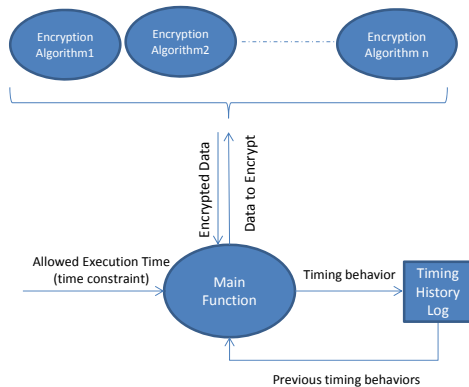 Encryption
Algorithm1
Encryption
Algorithm2
Encryption
Algorithm n
Encrypted Data
Data to Encrypt
Allowed Execution Time
(time constraint)
Main
Function
Timing behavior
Timing
History
Log
Previous timing behaviors